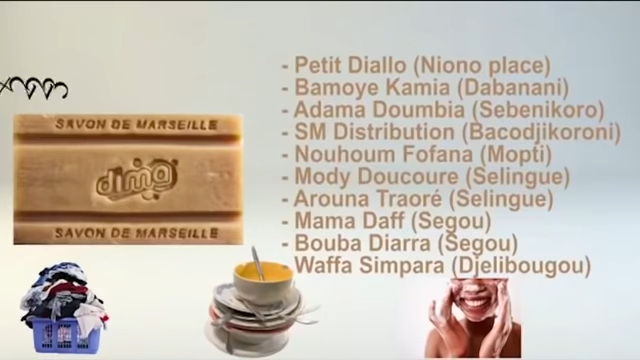 - Petit Diallo (Niono place)
- Bamoye Kamia (Dabanani)
- Adama Doumbia (Sebenikoro)
- SM Distribution (Bacodjikoroni)
- Nouhoum Fofana (Mopti)
- Mody Doucoure (Selingue)
- Arouna Traoré (Selingue)
- Mama Daff (Segou)
- Bouba Diarra (Segou)
Waffa Simpara (Djelibougou)
SAVON DE MARSEILLE
dima
SAVON DE MARSEILLE